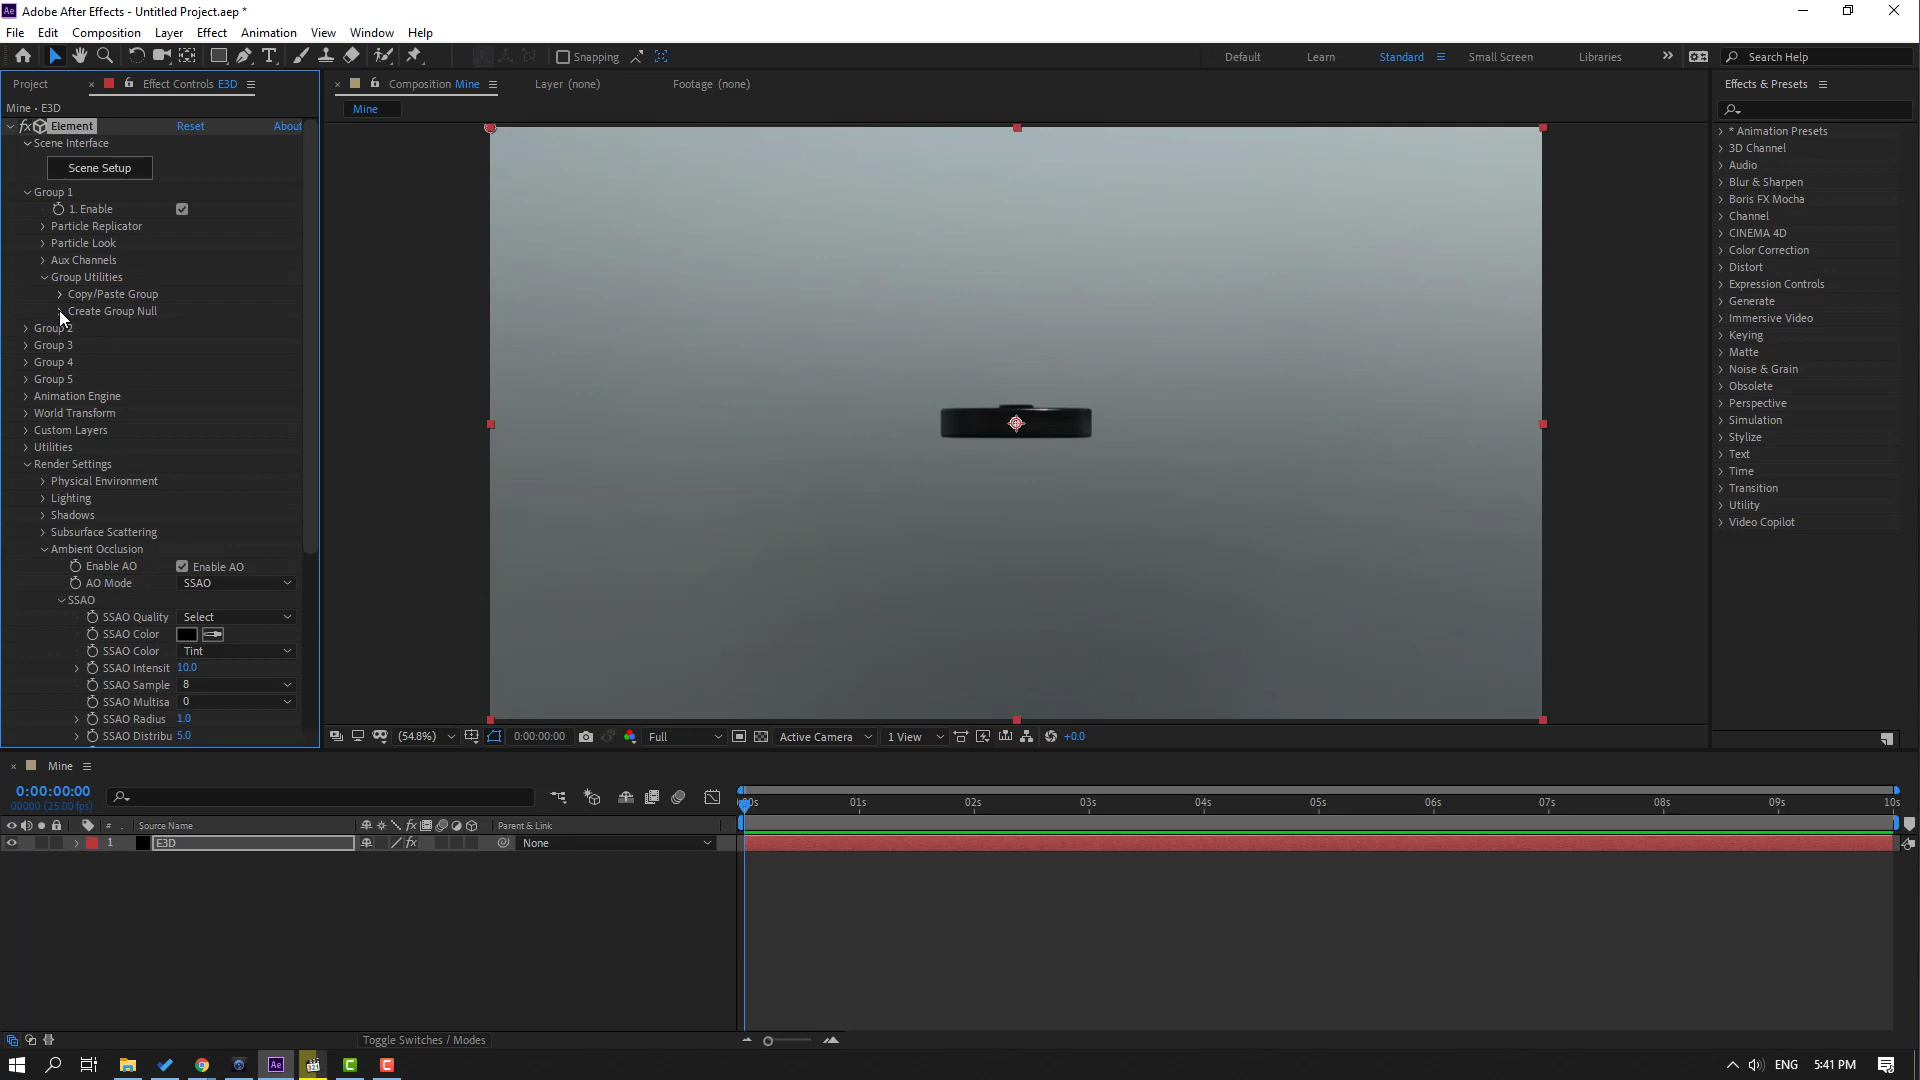 Adobe After Effects - Untitled Project.aep *
File Edit Composition Layer Effect Animation View Window Help
Snapping Default Learn Standard Small Screen Libraries Search Help
Project Effect Controls E3D Composition Mine Layer (none) Footage (none) Effects & Presets
Mine • E3D
Mine
Element Reset About
Scene Interface
Scene Setup
Group 1
1. Enable
Particle Replicator
Particle Look
Aux Channels
Group Utilities
Copy/Paste Group
Create Group Null
Group 2
Group 3
Group 4
Group 5
Animation Engine
World Transform
Custom Layers
Utilities
Render Settings
Physical Environment
Lighting
Shadows
Subsurface Scattering
Ambient Occlusion
Enable AO Enable AO
AO Mode SSAO
SSAO
SSAO Quality Select
SSAO Color
SSAO Color Tint
SSAO Intensit 10.0
SSAO Sample 8
SSAO Multisa 0
SSAO Radius 1.0
SSAO Distribu 5.0
* Animation Presets
3D Channel
Audio
Blur & Sharpen
Boris FX Mocha
Channel
CINEMA 4D
Color Correction
Distort
Expression Controls
Generate
Immersive Video
Keying
Matte
Noise & Grain
Obsolete
Perspective
Simulation
Stylize
Text
Time
Transition
Utility
Video Copilot
(54.8%) 0:00:00:00 Full Active Camera 1 View +0.0
Mine
0:00:00:00
00000 (25.00 fps)
00s 01s 02s 03s 04s 05s 06s 07s 08s 09s 10s
# Source Name Parent & Link
1 E3D None
Toggle Switches / Modes
Ae ENG 5:41 PM